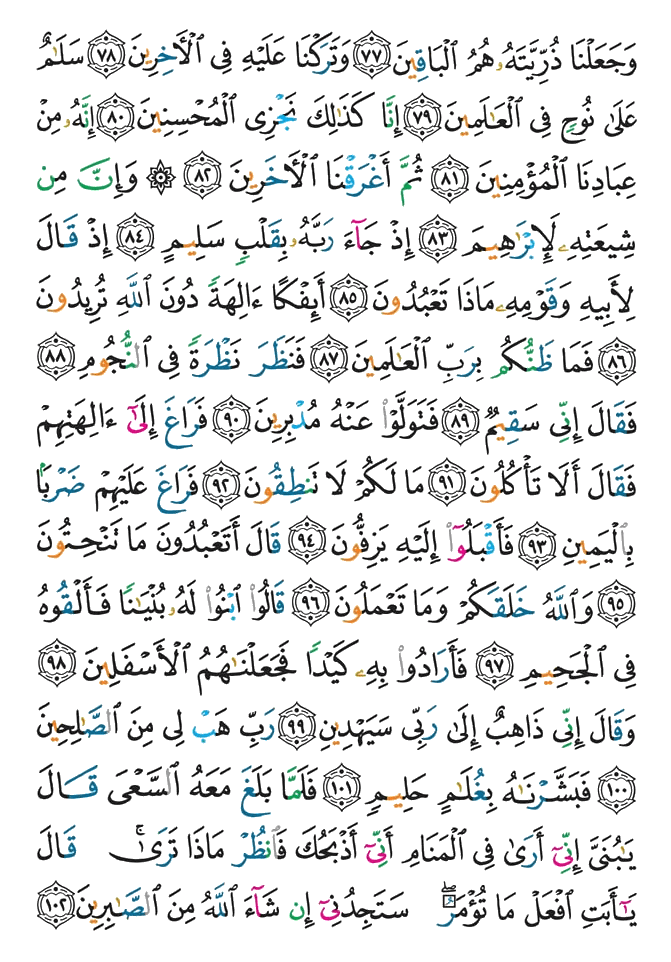 وَجَعَلۡنَا ذُرِّيَّتَهُۥ هُمُ ٱلۡبَاقِينَ ٧٧ وَتَرَكۡنَا عَلَيۡهِ فِى ٱلۡأٓخِرِينَ ٧٨ سَلَٰمٌ
عَلَىٰ نُوحٖ فِى ٱلۡعَٰلَمِينَ ٧٩ إِنَّا كَذَٰلِكَ نَجۡزِى ٱلۡمُحۡسِنِينَ ٨٠ إِنَّهُۥ مِنۡ
عِبَادِنَا ٱلۡمُؤۡمِنِينَ ٨١ ثُمَّ أَغۡرَقۡنَا ٱلۡأٓخَرِينَ ٨٢ ۞ وَإِنَّ مِن
شِيعَتِهِۦ لَإِبۡرَٰهِيمَ ٨٣ إِذۡ جَآءَ رَبَّهُۥ بِقَلۡبٖ سَلِيمٍ ٨٤ إِذۡ قَالَ
لِأَبِيهِ وَقَوۡمِهِۦ مَاذَا تَعۡبُدُونَ ٨٥ أَئِفۡكًا ءَالِهَةٗ دُونَ ٱللَّهِ تُرِيدُونَ
٨٦ فَمَا ظَنُّكُم بِرَبِّ ٱلۡعَٰلَمِينَ ٨٧ فَنَظَرَ نَظۡرَةٗ فِى ٱلنُّجُومِ ٨٨
فَقَالَ إِنِّى سَقِيمٌ ٨٩ فَتَوَلَّوۡاْ عَنۡهُ مُدۡبِرِينَ ٩٠ فَرَاغَ إِلَىٰٓ ءَالِهَتِهِمۡ
فَقَالَ أَلَا تَأۡكُلُونَ ٩١ مَا لَكُمۡ لَا تَنطِقُونَ ٩٢ فَرَاغَ عَلَيۡهِمۡ ضَرۡبَۢا
بِٱلۡيَمِينِ ٩٣ فَأَقۡبَلُوٓاْ إِلَيۡهِ يَزِفُّونَ ٩٤ قَالَ أَتَعۡبُدُونَ مَا تَنۡحِتُونَ
٩٥ وَٱللَّهُ خَلَقَكُمۡ وَمَا تَعۡمَلُونَ ٩٦ قَالُواْ ٱبۡنُواْ لَهُۥ بُنۡيَٰنٗا فَأَلۡقُوهُ
فِى ٱلۡجَحِيمِ ٩٧ فَأَرَادُواْ بِهِۦ كَيۡدٗا فَجَعَلۡنَٰهُمُ ٱلۡأَسۡفَلِينَ ٩٨
وَقَالَ إِنِّى ذَاهِبٌ إِلَىٰ رَبِّى سَيَهۡدِينِ ٩٩ رَبِّ هَبۡ لِى مِنَ ٱلصَّٰلِحِينَ
١٠٠ فَبَشَّرۡنَٰهُ بِغُلَٰمٍ حَلِيمٖ ١٠١ فَلَمَّا بَلَغَ مَعَهُ ٱلسَّعۡىَ قَالَ
يَٰبُنَىَّ إِنِّىٓ أَرَىٰ فِى ٱلۡمَنَامِ أَنِّىٓ أَذۡبَحُكَ فَٱنظُرۡ مَاذَا تَرَىٰۚ قَالَ
يَٰٓأَبَتِ ٱفۡعَلۡ مَا تُؤۡمَرُۖ سَتَجِدُنِىٓ إِن شَآءَ ٱللَّهُ مِنَ ٱلصَّٰبِرِينَ ١٠٢